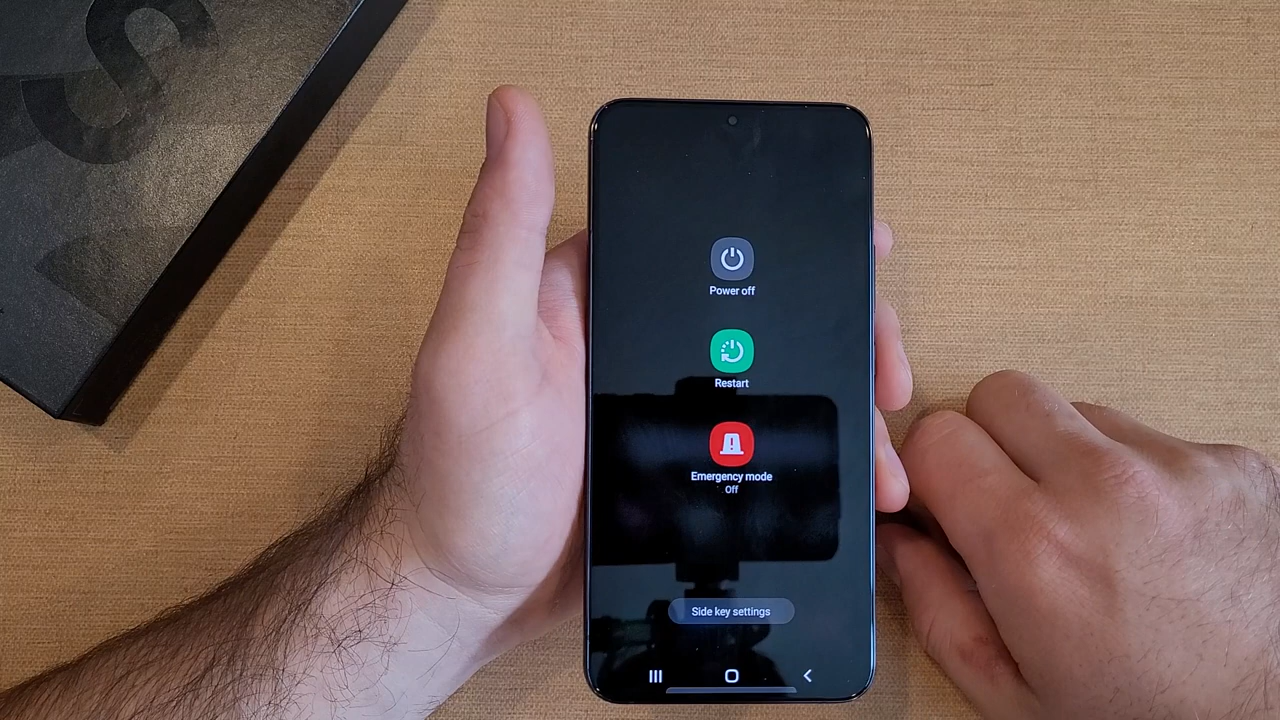 S
Power off
Restart
Emergency mode
Off
Side key settings